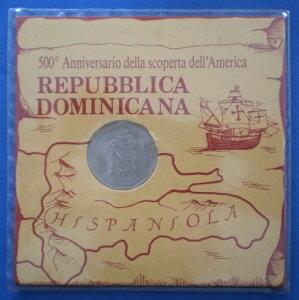 500° Anniversario della scoperta dell'America
REPUBBLICA
DOMINICANA
HISPANIOLA